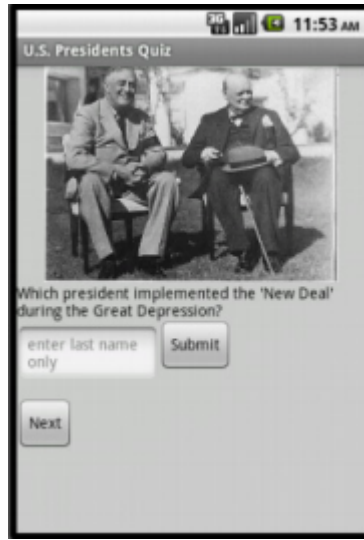 3G
11:53 AM
U.S. Presidents Quiz
Which president implemented the 'New Deal'
during the Great Depression?
enter last name
only
Submit
Next